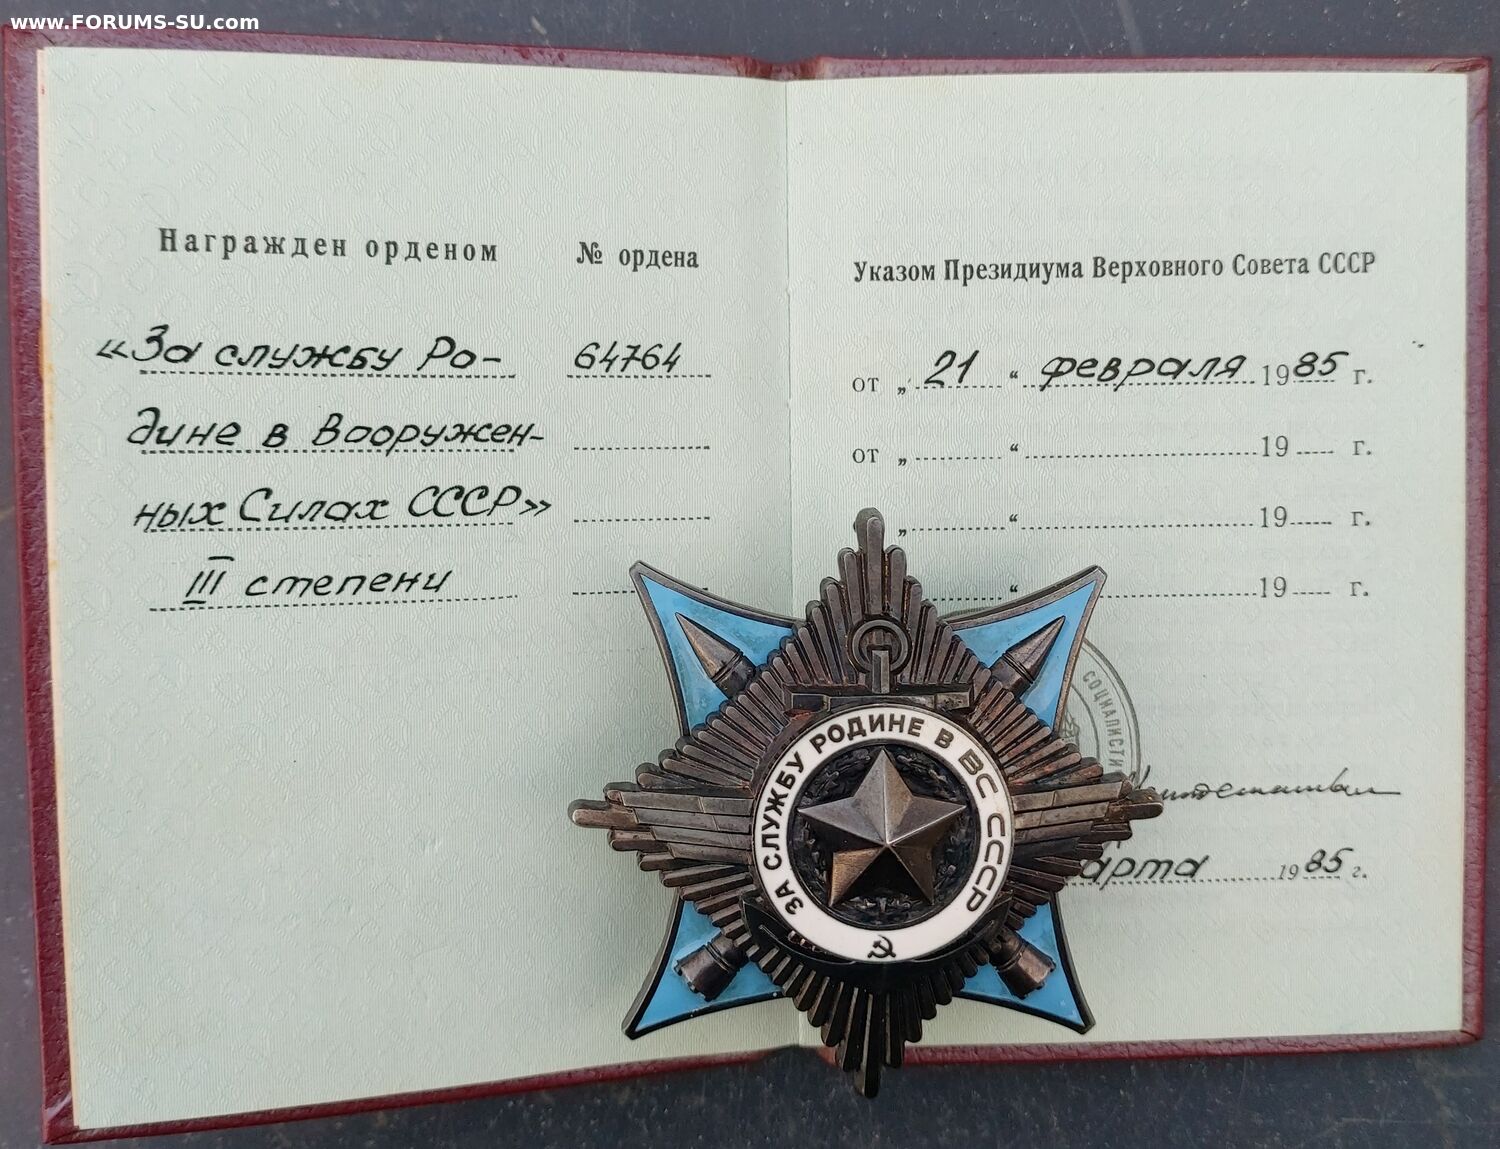 www.FORUMS-SU.com
Награжден орденом
№ ордена
«За службу Ро-
64764
дине в Вооружен-
ных Силах СССР»
III степени
Указом Президиума Верховного Совета СССР
от „ 21 “ февраля 1985 г.
от „ “ 19 г.
„ “ 19 г.
“ 19 г.
СОЦИАЛИСТИ
арта 1985 г.
ЗА СЛУЖБУ РОДИНЕ В ВС СССР